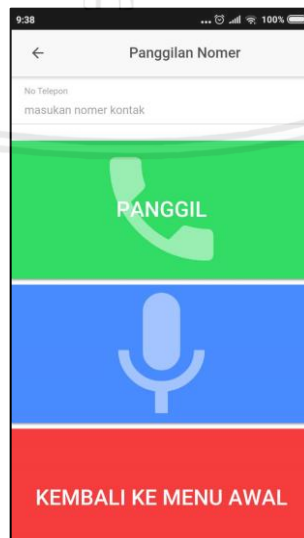 9:38
100%
Panggilan Nomer
No Telepon
masukan nomer kontak
PANGGIL
KEMBALI KE MENU AWAL